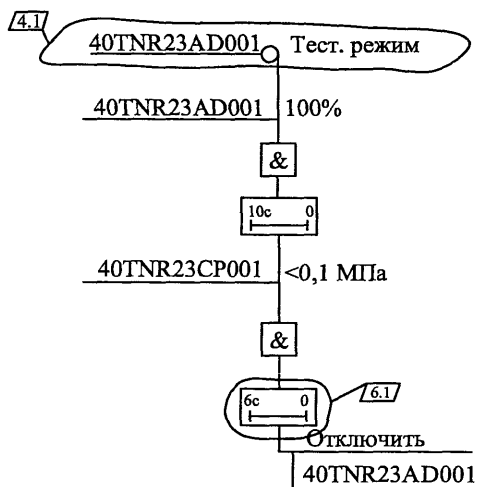 4.1
40TNR23AD001 Тест. режим
40TNR23AD001 100%
&
10с 0
40TNR23CP001 <0,1 МПа
&
6с 0
6.1
Отключить
40TNR23AD001